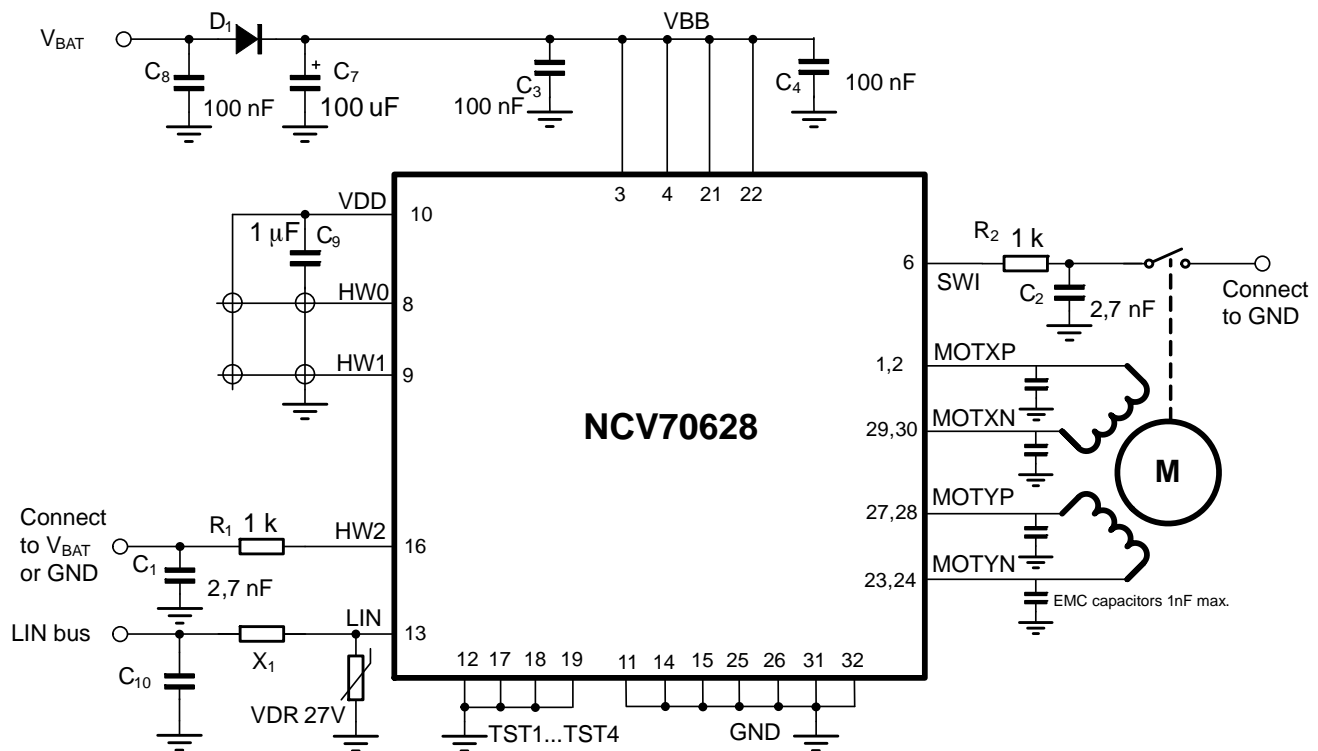 D₁
VBB
V_BAT
C₈
+
C₇
C₃
C₄
100 nF
100 nF
100 uF
100 nF
3
4
21
22
VDD
10
1 μF
C₉
R₂
1 k
6
SWI
HW0
8
C₂
2,7 nF
Connect
to GND
HW1
9
1,2
MOTXP
NCV70628
29,30
MOTXN
M
27,28
MOTYP
Connect
to V_BAT
or GND
R₁
1 k
HW2
16
C₁
2,7 nF
23,24
MOTYN
EMC capacitors 1nF max.
LIN bus
LIN
13
X₁
C₁₀
VDR 27V
12
17
18
19
11
14
15
25
26
31
32
TST1...TST4
GND